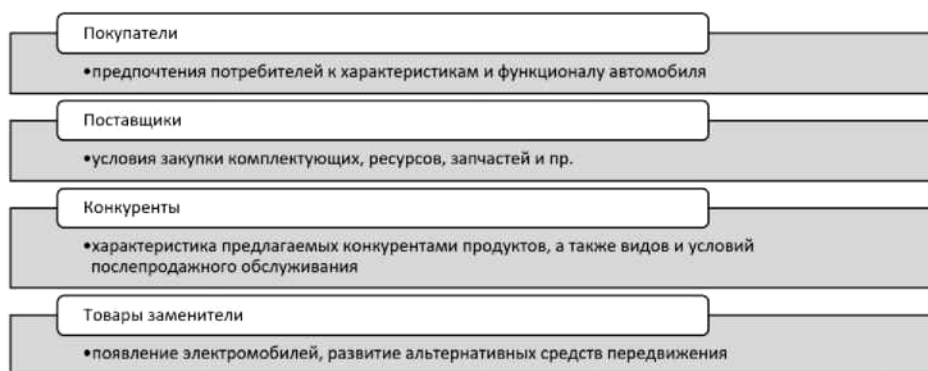 Покупатели
•предпочтения потребителей к характеристикам и функционалу автомобиля
Поставщики
•условия закупки комплектующих, ресурсов, запчастей и пр.
Конкуренты
•характеристика предлагаемых конкурентами продуктов, а также видов и условий
послепродажного обслуживания
Товары заменители
•появление электромобилей, развитие альтернативных средств передвижения